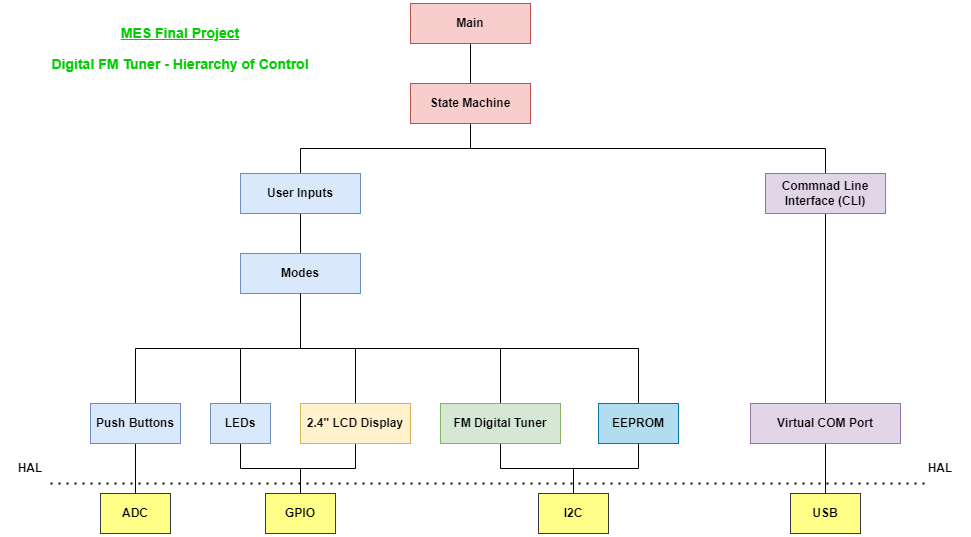 MES Final Project
Digital FM Tuner - Hierarchy of Control
Main
State Machine
User Inputs
Commnad Line
Interface (CLI)
Modes
Push Buttons
LEDs
2.4" LCD Display
FM Digital Tuner
EEPROM
Virtual COM Port
HAL
HAL
ADC
GPIO
I2C
USB